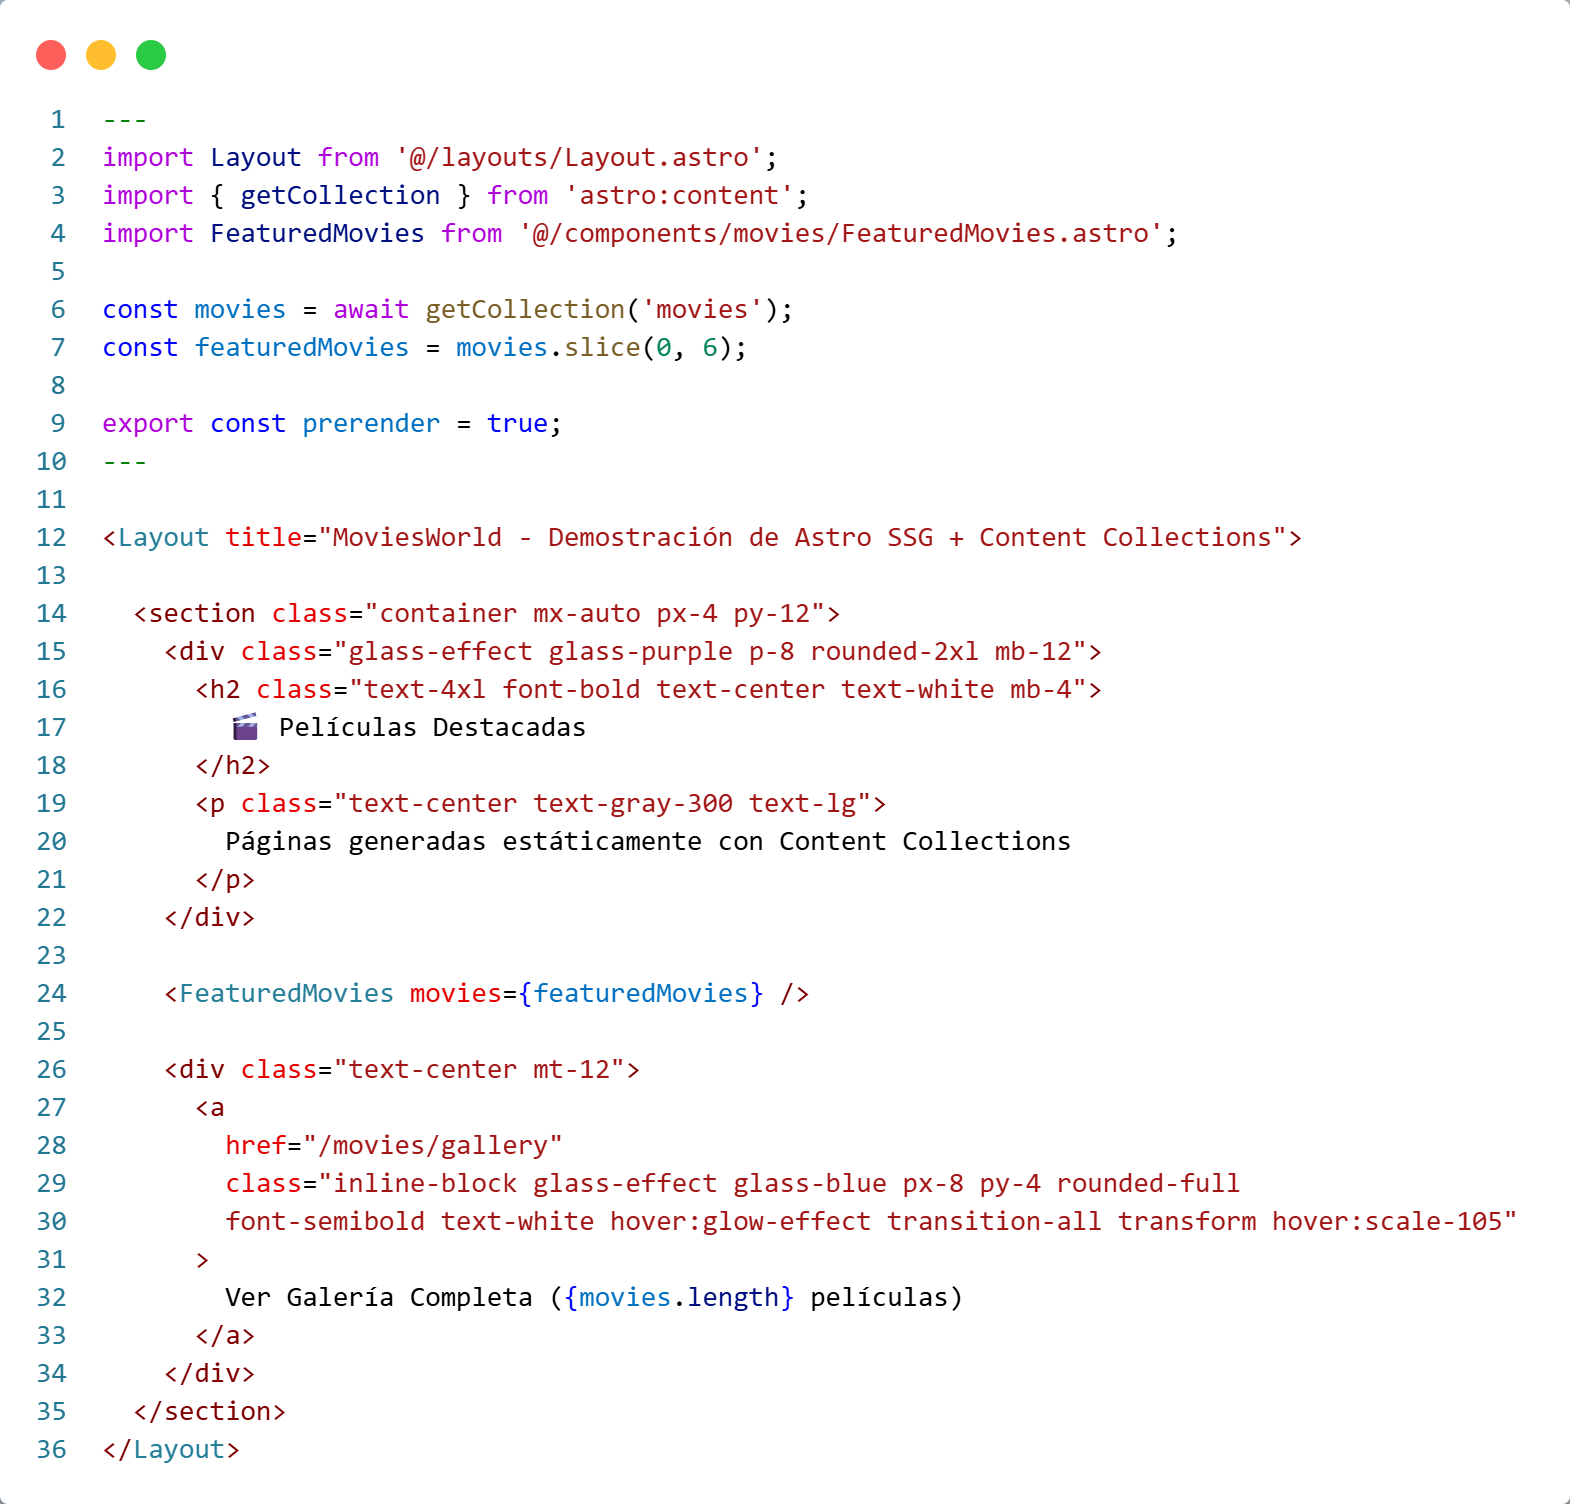 1 ---
2 import Layout from '@/layouts/Layout.astro';
3 import { getCollection } from 'astro:content';
4 import FeaturedMovies from '@/components/movies/FeaturedMovies.astro';
5
6 const movies = await getCollection('movies');
7 const featuredMovies = movies.slice(0, 6);
8
9 export const prerender = true;
10 ---
11
12 <Layout title="MoviesWorld - Demostración de Astro SSG + Content Collections">
13
14   <section class="container mx-auto px-4 py-12">
15     <div class="glass-effect glass-purple p-8 rounded-2xl mb-12">
16       <h2 class="text-4xl font-bold text-center text-white mb-4">
17         🎬 Películas Destacadas
18       </h2>
19       <p class="text-center text-gray-300 text-lg">
20         Páginas generadas estáticamente con Content Collections
21       </p>
22     </div>
23
24     <FeaturedMovies movies={featuredMovies} />
25
26     <div class="text-center mt-12">
27       <a
28         href="/movies/gallery"
29         class="inline-block glass-effect glass-blue px-8 py-4 rounded-full
30         font-semibold text-white hover:glow-effect transition-all transform hover:scale-105"
31       >
32         Ver Galería Completa ({movies.length} películas)
33       </a>
34     </div>
35   </section>
36 </Layout>